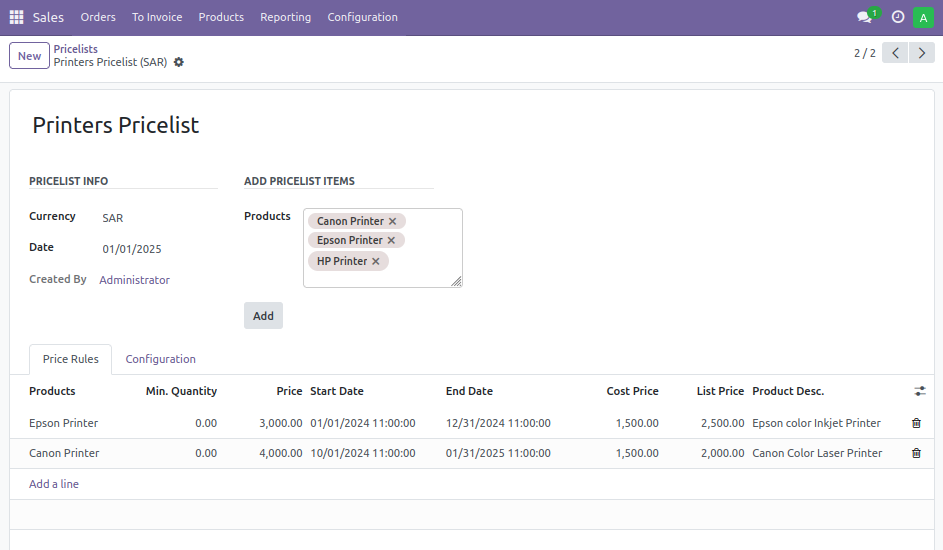 Sales Orders To Invoice Products Reporting Configuration 1 A
New Pricelists
Printers Pricelist (SAR)
2 / 2
Printers Pricelist
PRICELIST INFO
Currency SAR
Date 01/01/2025
Created By Administrator
ADD PRICELIST ITEMS
Products Canon Printer ×
Epson Printer ×
HP Printer ×
Add
Price Rules Configuration
Products Min. Quantity Price Start Date End Date Cost Price List Price Product Desc.
Epson Printer 0.00 3,000.00 01/01/2024 11:00:00 12/31/2024 11:00:00 1,500.00 2,500.00 Epson color Inkjet Printer
Canon Printer 0.00 4,000.00 10/01/2024 11:00:00 01/31/2025 11:00:00 1,500.00 2,000.00 Canon Color Laser Printer
Add a line